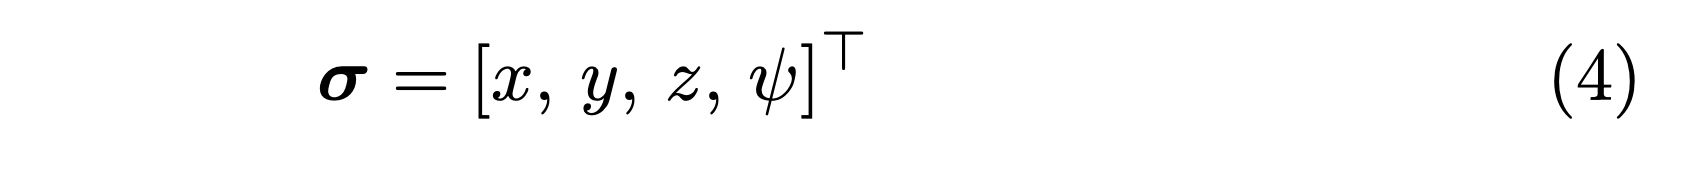 𝝈 = [x, y, z, ψ]⊤ (4)